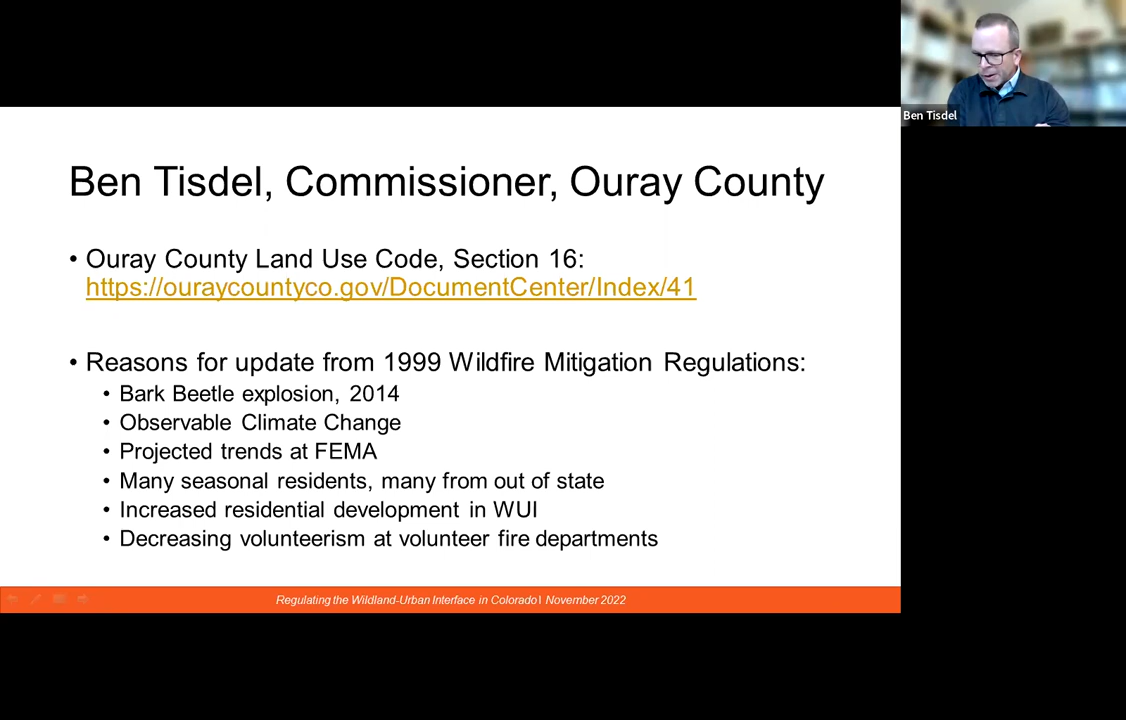 Ben Tisdel
Ben Tisdel, Commissioner, Ouray County
• Ouray County Land Use Code, Section 16:
https://ouraycountyco.gov/DocumentCenter/Index/41
• Reasons for update from 1999 Wildfire Mitigation Regulations:
• Bark Beetle explosion, 2014
• Observable Climate Change
• Projected trends at FEMA
• Many seasonal residents, many from out of state
• Increased residential development in WUI
• Decreasing volunteerism at volunteer fire departments
Regulating the Wildland-Urban Interface in Colorado| November 2022